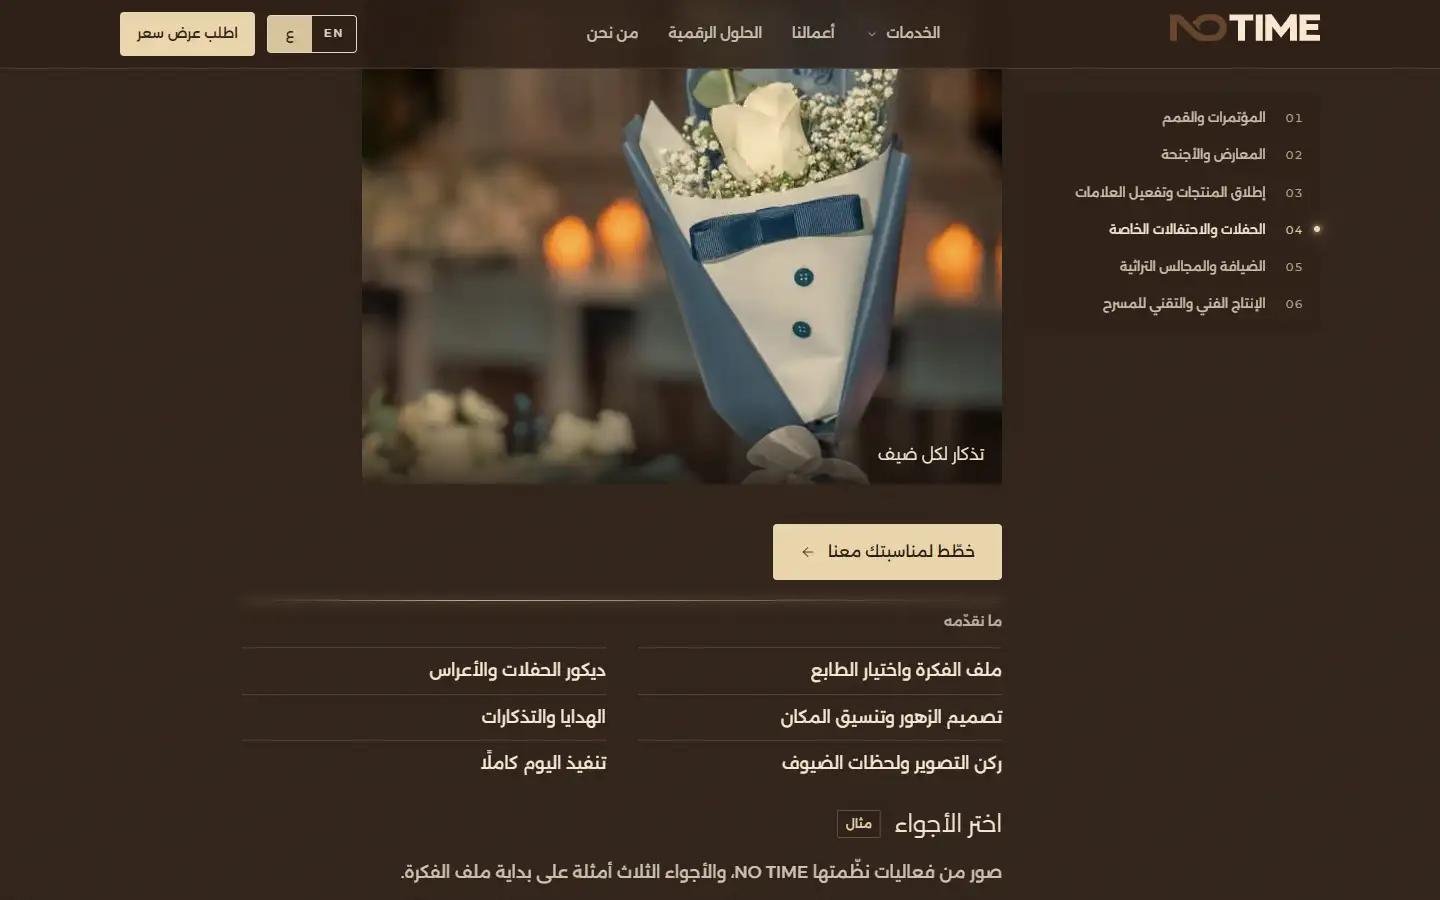 NO TIME
الخدمات
أعمالنا
الحلول الرقمية
من نحن
EN
ع
اطلب عرض سعر
01 المؤتمرات والقمم
02 المعارض والأجنحة
03 إطلاق المنتجات وتفعيل العلامات
04 الحفلات والاحتفالات الخاصة
05 الضيافة والمجالس التراثية
06 الإنتاج الفني والتقني للمسرح
تذكار لكل ضيف
خطّط لمناسبتك معنا ←
ما نقدّمه
ملف الفكرة واختيار الطابع
ديكور الحفلات والأعراس
تصميم الزهور وتنسيق المكان
الهدايا والتذكارات
ركن التصوير ولحظات الضيوف
تنفيذ اليوم كاملًا
اختر الأجواء
مثال
صور من فعاليات نظّمتها NO TIME، والأجواء الثلاث أمثلة على بداية ملف الفكرة.